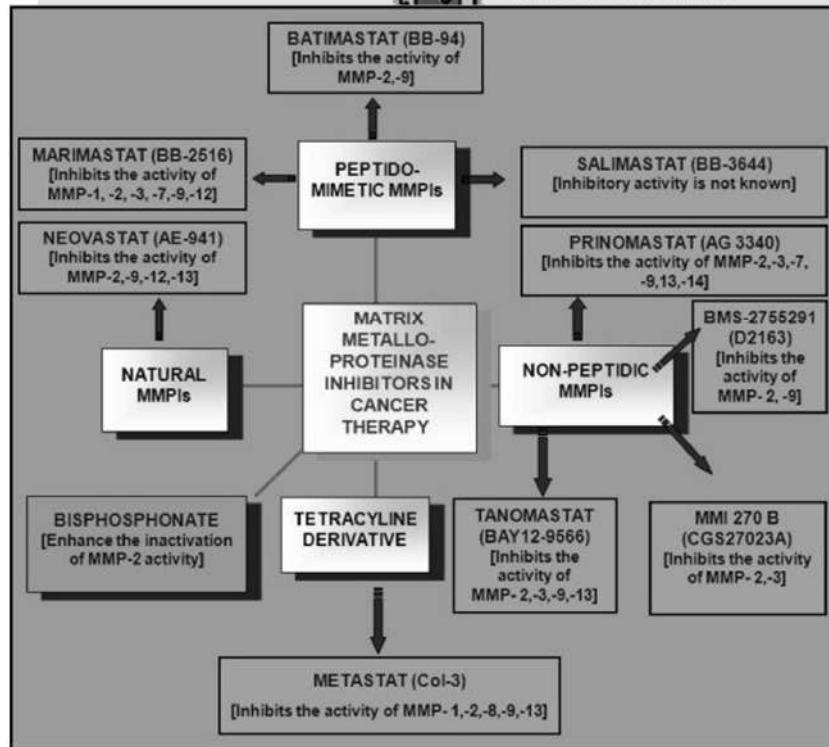 BATIMASTAT (BB-94)
[Inhibits the activity of
MMP-2,-9]
MARIMASTAT (BB-2516)
[Inhibits the activity of
MMP-1, -2, -3, -7,-9,-12]
PEPTIDO-
MIMETIC MMPIs
SALIMASTAT (BB-3644)
[Inhibitory activity is not known]
NEOVASTAT (AE-941)
[Inhibits the activity of
MMP-2,-9,-12,-13]
PRINOMASTAT (AG 3340)
[Inhibits the activity of MMP-2,-3,-7,
-9,13,-14]
MATRIX
METALLO-
PROTEINASE
INHIBITORS IN
CANCER
THERAPY
BMS-2755291
(D2163)
[Inhibits the
activity of
MMP- 2, -9]
NATURAL
MMPIs
NON-PEPTIDIC
MMPIs
BISPHOSPHONATE
[Enhance the inactivation
of MMP-2 activity]
TETRACYLINE
DERIVATIVE
TANOMASTAT
(BAY12-9566)
[Inhibits the
activity of
MMP- 2,-3,-9,-13]
MMI 270 B
(CGS27023A)
[Inhibits the activity
of MMP- 2,-3]
METASTAT (Col-3)
[Inhibits the activity of MMP- 1,-2,-8,-9,-13]